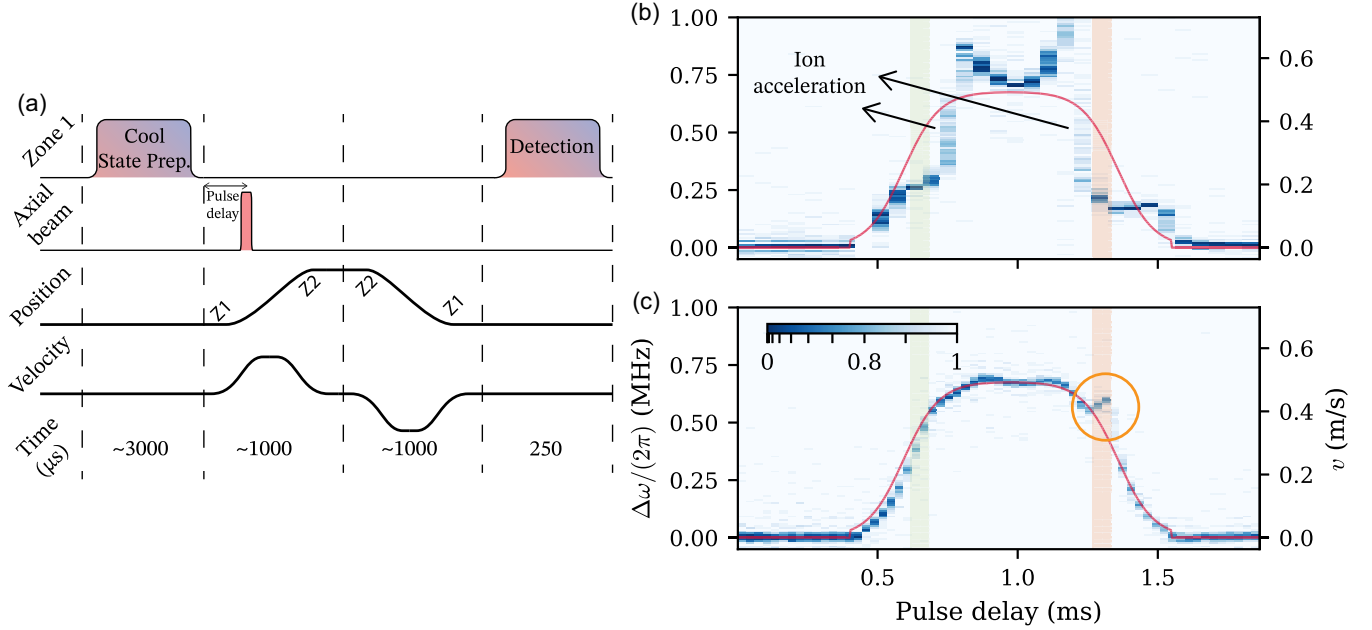 (a)
Zone 1
Cool
State Prep.
Detection
Axial
beam
Pulse
delay
Position
Z1
Z2
Z2
Z1
Velocity
Time
(μs)
~3000
~1000
~1000
250
(b)
1.00
0.75
0.50
0.25
0.00
Ion
acceleration
0.6
0.4
0.2
0.0
(c)
1.00
0.75
0.50
0.25
0.00
Δω/(2π) (MHz)
0
0.8
1
0.6
0.4
0.2
0.0
v (m/s)
0.5
1.0
1.5
Pulse delay (ms)